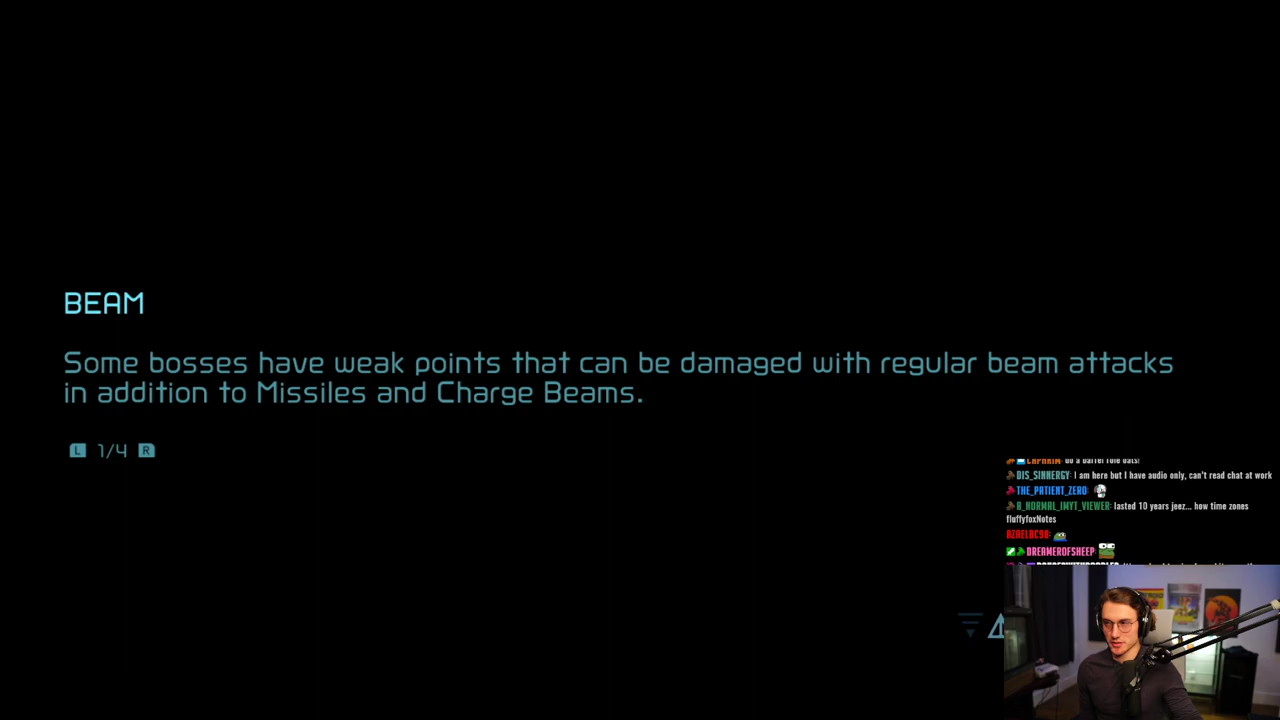 BEAM
Some bosses have weak points that can be damaged with regular beam attacks
in addition to Missiles and Charge Beams.
L 1/4 R
DIS_SINNERGY: I am here but I have audio only, can't read chat at work
THE_PATIENT_ZERO:
A_NORMAL_IMYT_VIEWER: lasted 10 years jeez... how time zones
fluffyfoxNotes
AZAELBC90:
DREAMEROFSHEEP: